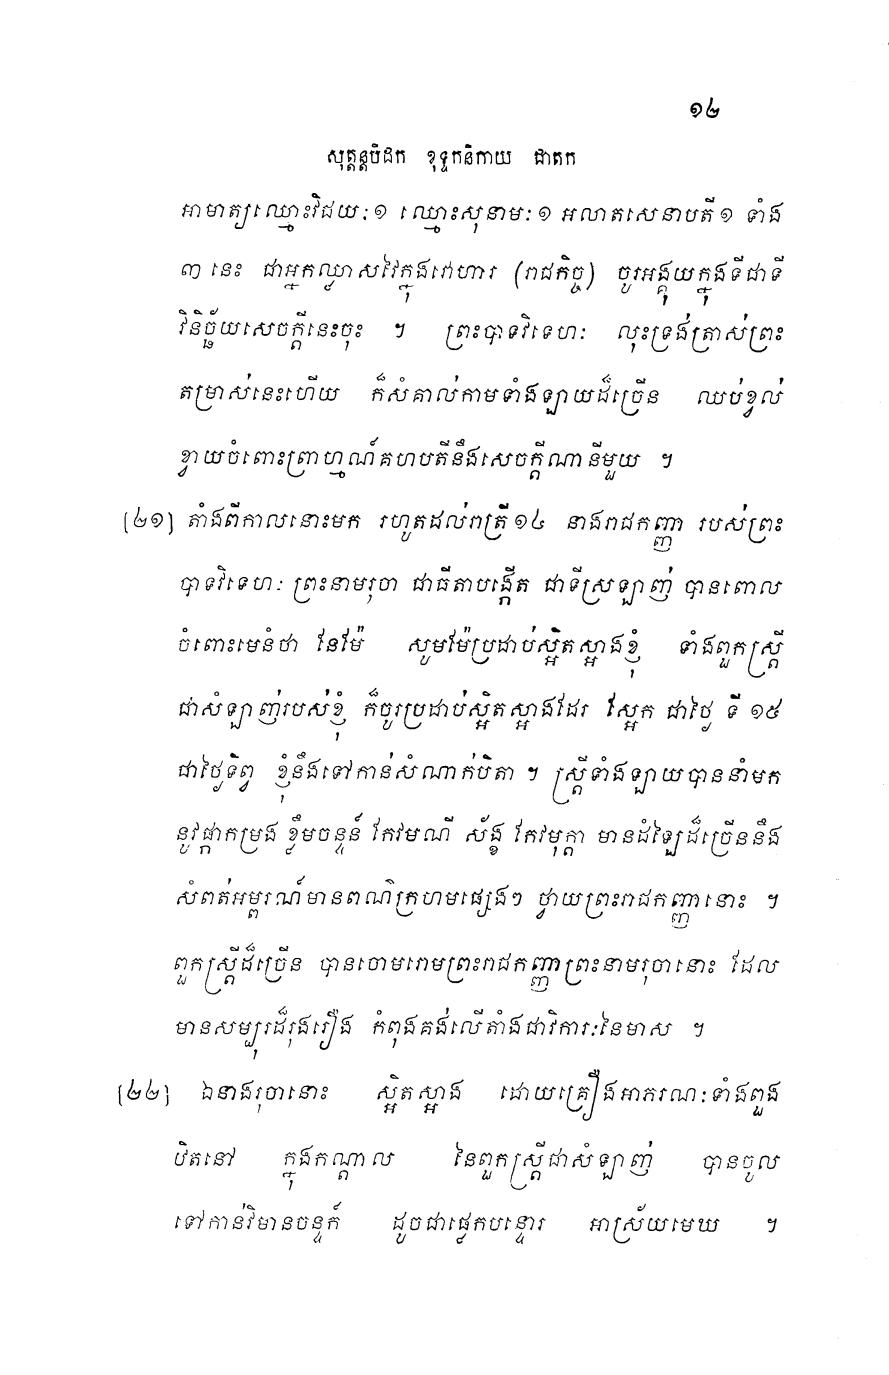 ១២
សុត្តន្តបិដក ខុទ្ទកនិកាយ ជាតក
អាមាត្យឈ្មោះវិជយៈ១ ឈ្មោះសុនាមៈ១ អលាតសេនាបតី១ ទាំង
៣នេះ ជាអ្នកឈ្លាសវៃក្នុងវោហារ (រាជកិច្ច) ចូរអង្គុយក្នុងទីជាទី
វិនិច្ឆ័យសេចក្តីនេះចុះ ។ ព្រះបាទវិទេហៈ លុះទ្រង់ត្រាស់ព្រះ
តម្រាស់នេះហើយ ក៏សំគាល់កាមទាំងឡាយដ៏ច្រើន ឈប់ខ្វល់
ខ្វាយចំពោះព្រាហ្មណ៍គហបតីនឹងសេចក្តីណានីមួយ ។
[២១] តាំងពីកាលនោះមក រហូតដល់រាត្រី១៤ នាងរាជកញ្ញា របស់ព្រះ
បាទវិទេហៈ ព្រះនាមរុចា ជាធីតាបង្កើត ជាទីស្រឡាញ់ បានពោល
ចំពោះមេនំថា នែម៉ែ សូមម៉ែប្រដាប់ស្អិតស្អាងខ្ញុំ ទាំងពួកស្ត្រី
ជាសំឡាញ់របស់ខ្ញុំ ក៏ចូរប្រដាប់ស្អិតស្អាងដែរ ស្អែក ជាថ្ងៃ ទី ១៥
ជាថ្ងៃទិព្វ ខ្ញុំនឹងទៅកាន់សំណាក់បិតា ។ ស្ត្រីទាំងឡាយបាននាំមក
នូវផ្កាកម្រង ខ្លឹមចន្ទន៍ កែវមណី ស័ង្ខ កែវមុក្តា មានដំឡៃដ៏ច្រើននឹង
សំពត់អម្ពរណ៍មានពណ៌ក្រហមផ្សេងៗ ថ្វាយព្រះរាជកញ្ញានោះ ។
ពួកស្ត្រីដ៏ច្រើន បានចោមរោមព្រះរាជកញ្ញាព្រះនាមរុចានោះ ដែល
មានសម្បុរដ៏រុងរឿង កំពុងគង់លើតាំងជាវិការៈនៃមាស ។
[២២] ឯនាងរុចានោះ ស្អិតស្អាង ដោយគ្រឿងអាភរណៈទាំងពួង
ឋិតនៅ ក្នុងកណ្តាល នៃពួកស្ត្រីជាសំឡាញ់ បានចូល
ទៅកាន់វិមានចន្ទក៍ ដូចជាផ្លេកបន្ទោរ អាស្រ័យមេឃ ។